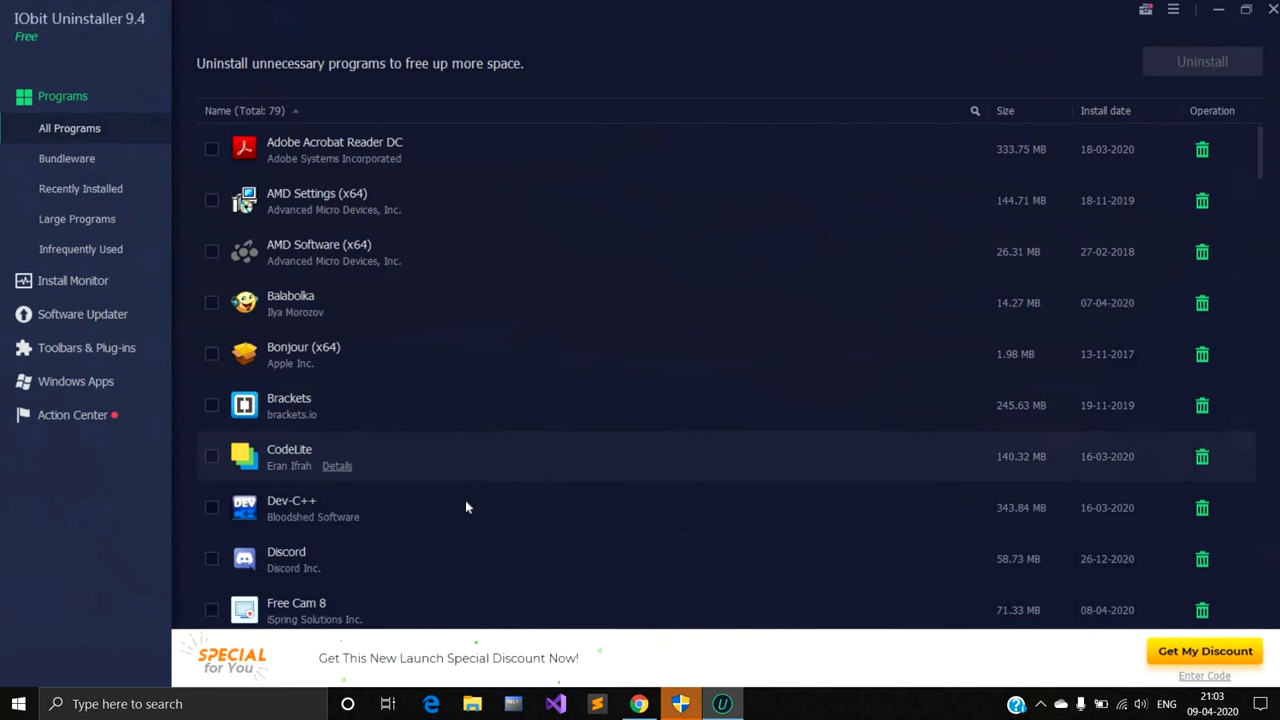 IObit Uninstaller 9.4
Free
Programs
All Programs
Bundleware
Recently Installed
Large Programs
Infrequently Used
Install Monitor
Software Updater
Toolbars & Plug-ins
Windows Apps
Action Center
Uninstall unnecessary programs to free up more space.
Uninstall
Name (Total: 79) Size Install date Operation
Adobe Acrobat Reader DC
Adobe Systems Incorporated
333.75 MB 18-03-2020
AMD Settings (x64)
Advanced Micro Devices, Inc.
144.71 MB 18-11-2019
AMD Software (x64)
Advanced Micro Devices, Inc.
26.31 MB 27-02-2018
Balabolka
Ilya Morozov
14.27 MB 07-04-2020
Bonjour (x64)
Apple Inc.
1.98 MB 13-11-2017
Brackets
brackets.io
245.63 MB 19-11-2019
CodeLite
Eran Ifrah Details
140.32 MB 16-03-2020
DEV
Dev-C++
Bloodshed Software
343.84 MB 16-03-2020
Discord
Discord Inc.
58.73 MB 26-12-2020
Free Cam 8
iSpring Solutions Inc.
71.33 MB 08-04-2020
SPECIAL
for You
Get This New Launch Special Discount Now!
Get My Discount
Enter Code
Type here to search
ENG
21:03
09-04-2020